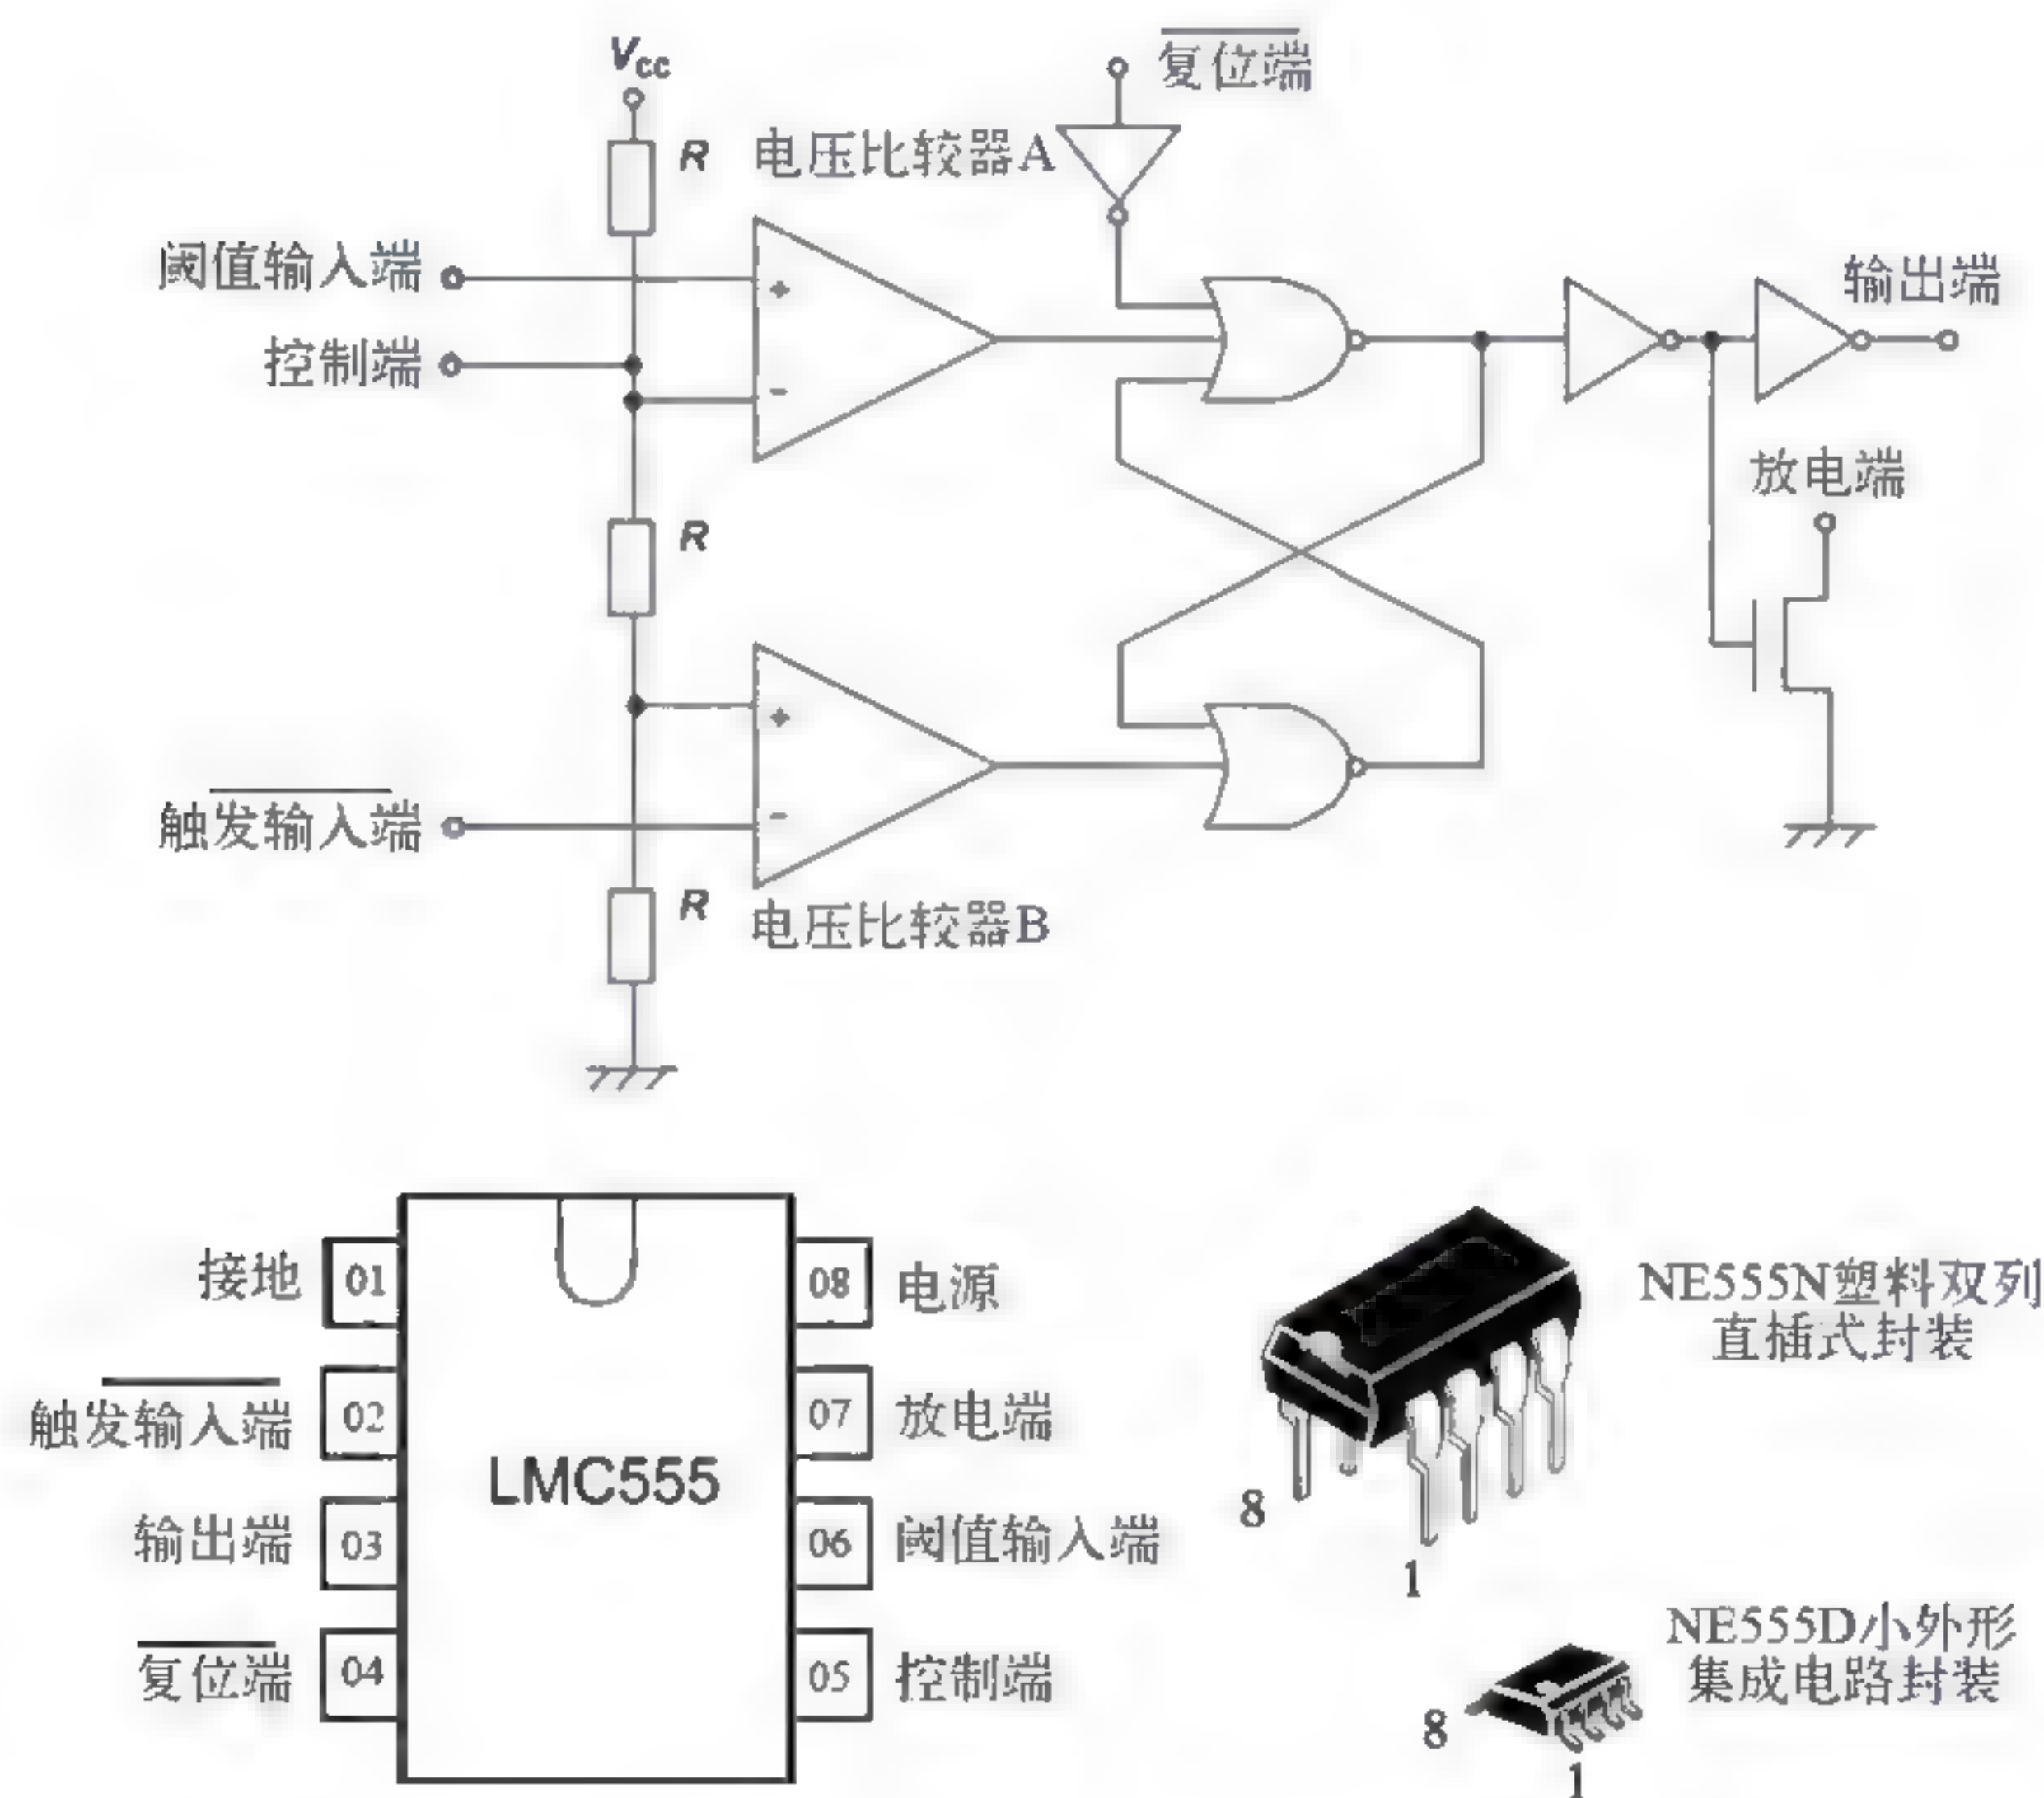 V_CC
复位端
R
电压比较器A
阈值输入端
+
输出端
控制端
-
放电端
R
+
触发输入端
-
R
电压比较器B
接地 01
08 电源
触发输入端 02
07 放电端
LMC555
输出端 03
06 阈值输入端
复位端 04
05 控制端
NE555N塑料双列
直插式封装
8
1
NE555D小外形
集成电路封装
8
1